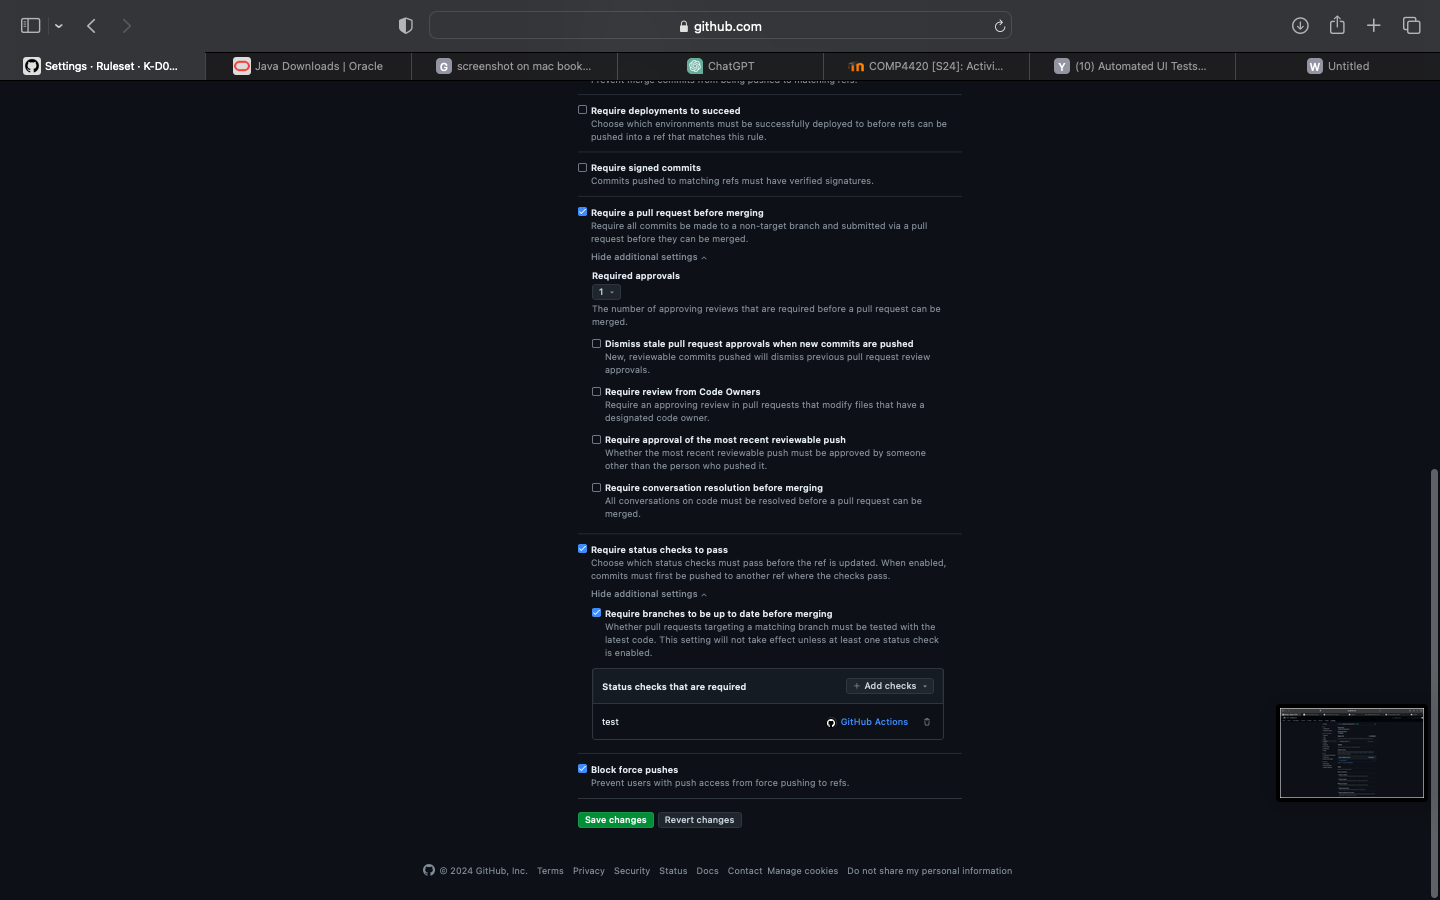 github.com
Settings · Ruleset · K-D0...
Java Downloads | Oracle
G screenshot on mac book...
ChatGPT
COMP4420 [S24]: Activi...
Y (10) Automated UI Tests...
W Untitled
Prevent merge commits from being pushed to matching refs.
Require deployments to succeed
Choose which environments must be successfully deployed to before refs can be
pushed into a ref that matches this rule.
Require signed commits
Commits pushed to matching refs must have verified signatures.
Require a pull request before merging
Require all commits be made to a non-target branch and submitted via a pull
request before they can be merged.
Hide additional settings
Required approvals
1
The number of approving reviews that are required before a pull request can be
merged.
Dismiss stale pull request approvals when new commits are pushed
New, reviewable commits pushed will dismiss previous pull request review
approvals.
Require review from Code Owners
Require an approving review in pull requests that modify files that have a
designated code owner.
Require approval of the most recent reviewable push
Whether the most recent reviewable push must be approved by someone
other than the person who pushed it.
Require conversation resolution before merging
All conversations on code must be resolved before a pull request can be
merged.
Require status checks to pass
Choose which status checks must pass before the ref is updated. When enabled,
commits must first be pushed to another ref where the checks pass.
Hide additional settings
Require branches to be up to date before merging
Whether pull requests targeting a matching branch must be tested with the
latest code. This setting will not take effect unless at least one status check
is enabled.
Status checks that are required
+ Add checks
test
GitHub Actions
Block force pushes
Prevent users with push access from force pushing to refs.
Save changes
Revert changes
© 2024 GitHub, Inc. Terms Privacy Security Status Docs Contact Manage cookies Do not share my personal information